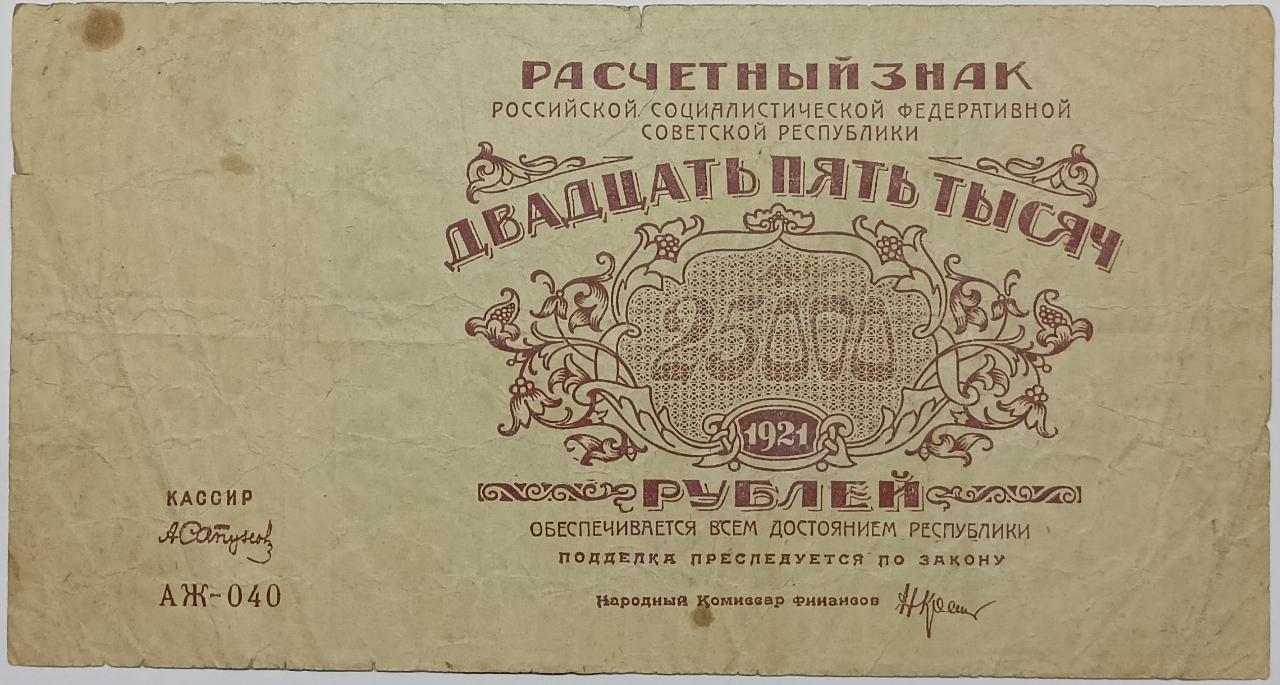 РАСЧЕТНЫЙ ЗНАК
РОССИЙСКОЙ СОЦИАЛИСТИЧЕСКОЙ ФЕДЕРАТИВНОЙ
СОВЕТСКОЙ РЕСПУБЛИКИ
ДВАДЦАТЬ ПЯТЬ ТЫСЯЧ
25000
1921
РУБЛЕЙ
ОБЕСПЕЧИВАЕТСЯ ВСЕМ ДОСТОЯНИЕМ РЕСПУБЛИКИ
ПОДДЕЛКА ПРЕСЛЕДУЕТСЯ ПО ЗАКОНУ
Народный Комиссар Финансов
КАССИР
АЖ-040